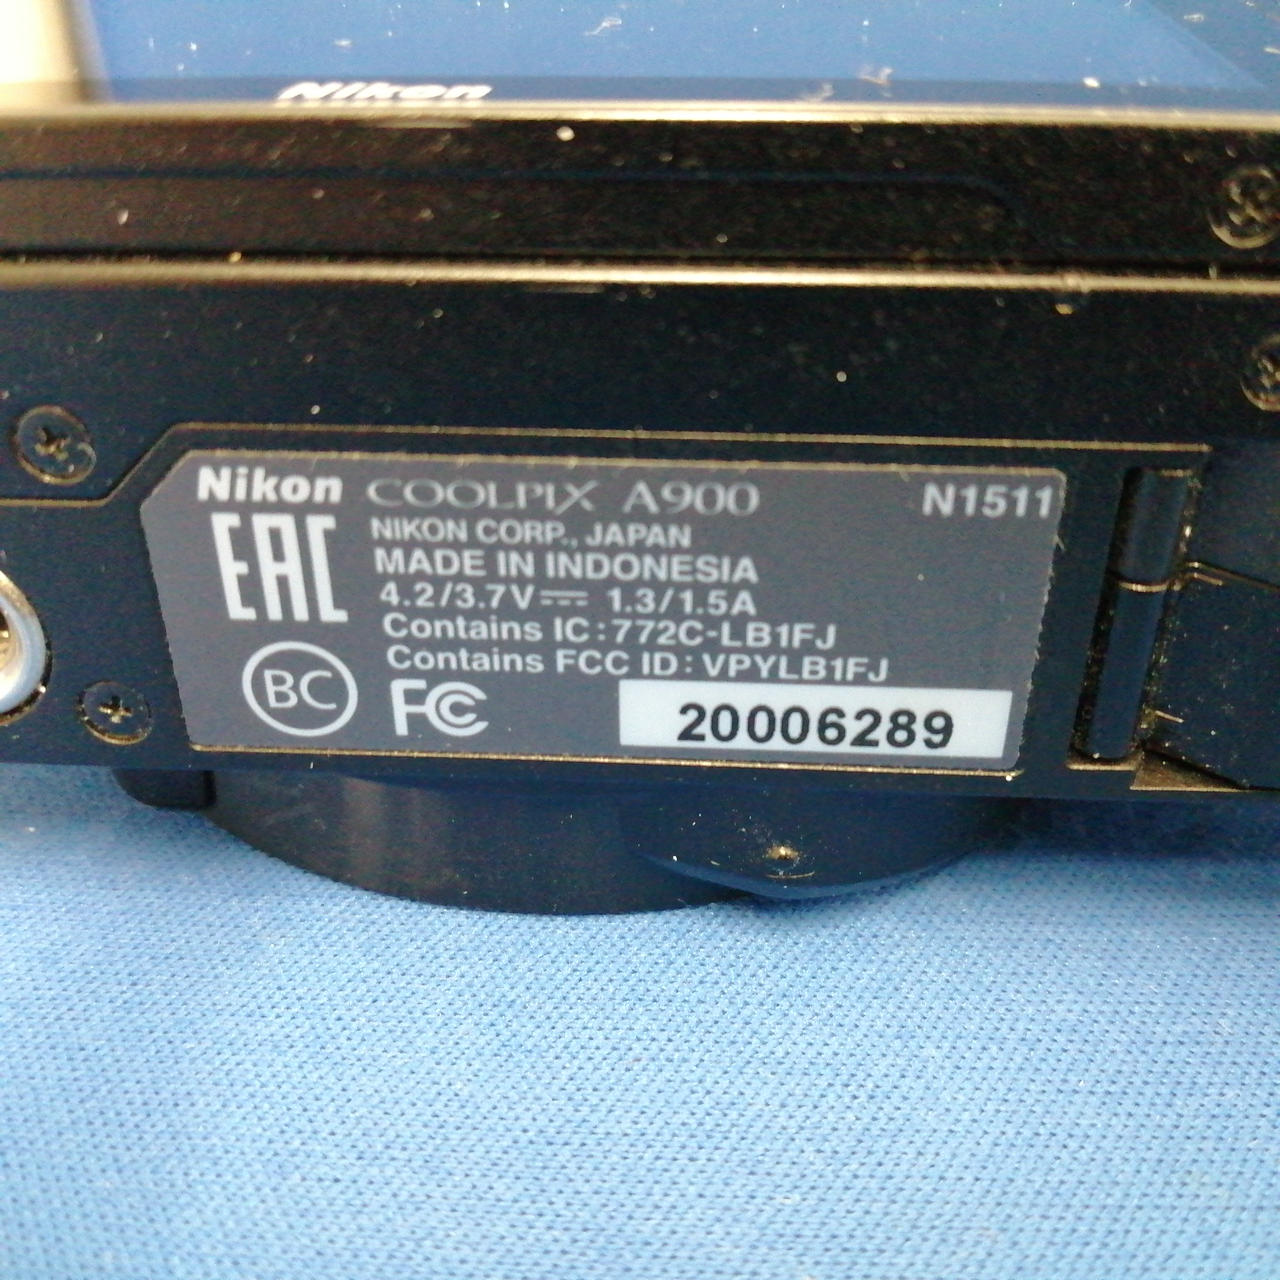 Nikon
Nikon COOLPIX A900 N1511
EAC
NIKON CORP., JAPAN
MADE IN INDONESIA
4.2/3.7V⎓ 1.3/1.5A
Contains IC:772C-LB1FJ
Contains FCC ID: VPYLB1FJ
BC FC
20006289